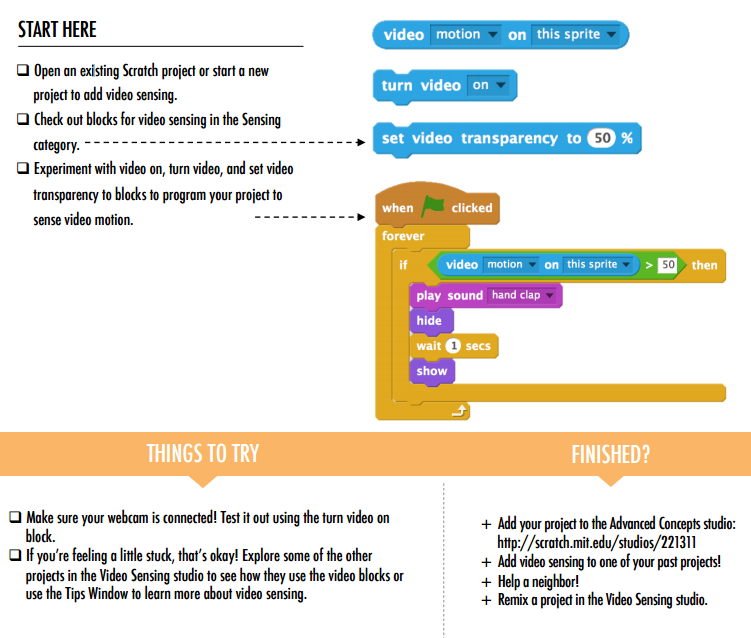 START HERE
❑ Open an existing Scratch project or start a new
project to add video sensing.
❑ Check out blocks for video sensing in the Sensing
category.
❑ Experiment with video on, turn video, and set video
transparency to blocks to program your project to
sense video motion.
video motion on this sprite
turn video on
set video transparency to 50 %
when clicked
forever
if video motion on this sprite > 50 then
play sound hand clap
hide
wait 1 secs
show
THINGS TO TRY
❑ Make sure your webcam is connected! Test it out using the turn video on
block.
❑ If you're feeling a little stuck, that's okay! Explore some of the other
projects in the Video Sensing studio to see how they use the video blocks or
use the Tips Window to learn more about video sensing.
FINISHED?
+ Add your project to the Advanced Concepts studio:
http://scratch.mit.edu/studios/221311
+ Add video sensing to one of your past projects!
+ Help a neighbor!
+ Remix a project in the Video Sensing studio.